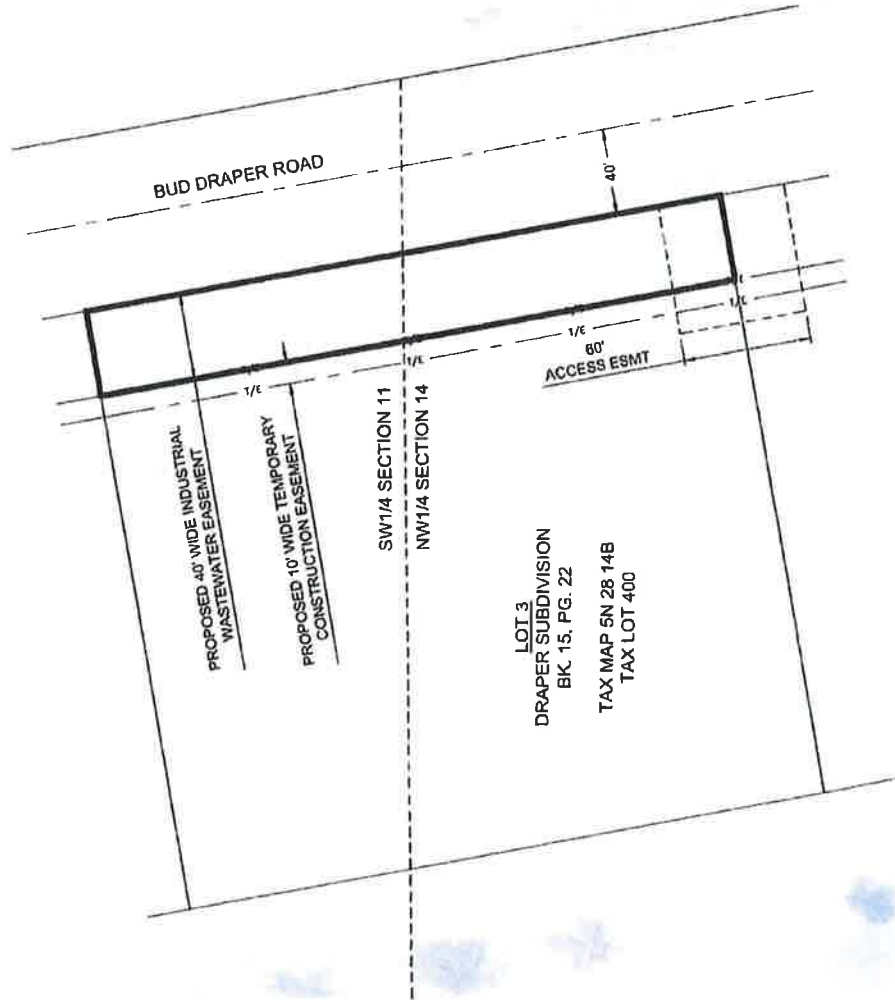 BUD DRAPER ROAD
40'
T/E
T/E
T/E
T/E
T/E
T/E
T/E
60'
ACCESS ESMT
PROPOSED 40' WIDE INDUSTRIAL
WASTEWATER EASEMENT
PROPOSED 10' WIDE TEMPORARY
CONSTRUCTION EASEMENT
SW1/4 SECTION 11
NW1/4 SECTION 14
LOT 3
DRAPER SUBDIVISION
BK. 15, PG. 22
TAX MAP 5N 28 14B
TAX LOT 400